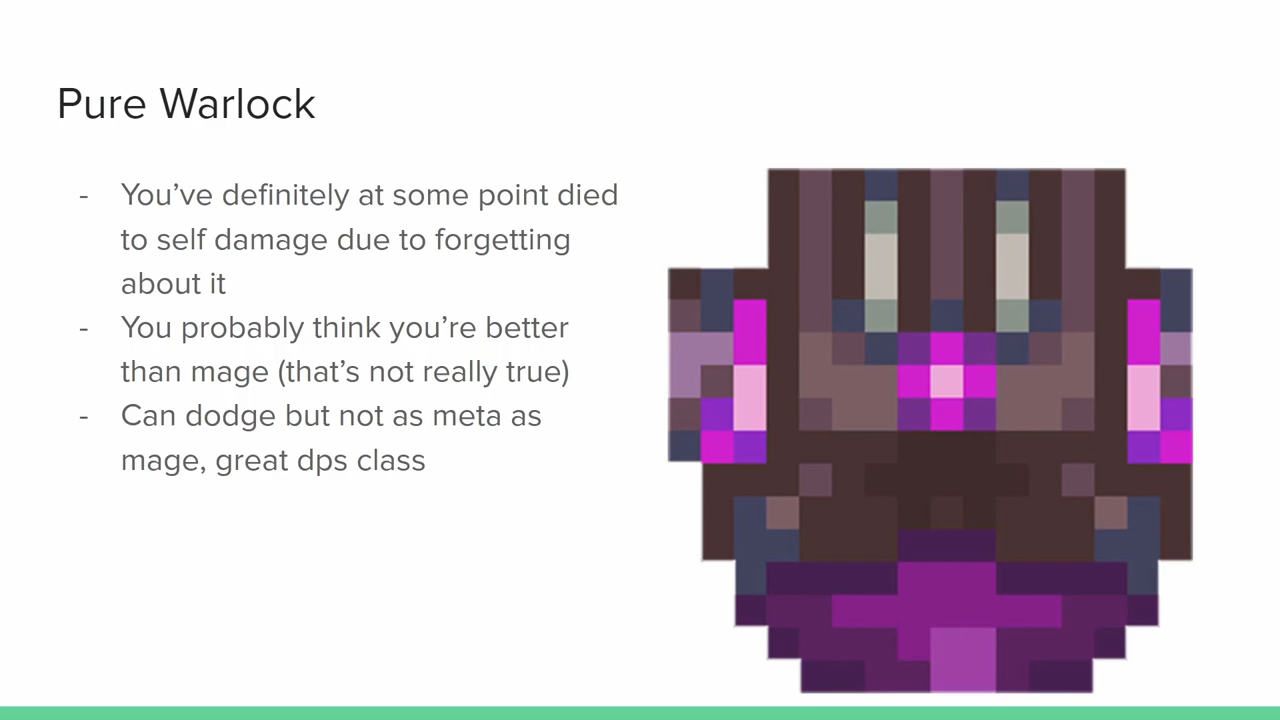 Pure Warlock
- You’ve definitely at some point died
to self damage due to forgetting
about it
- You probably think you’re better
than mage (that’s not really true)
- Can dodge but not as meta as
mage, great dps class